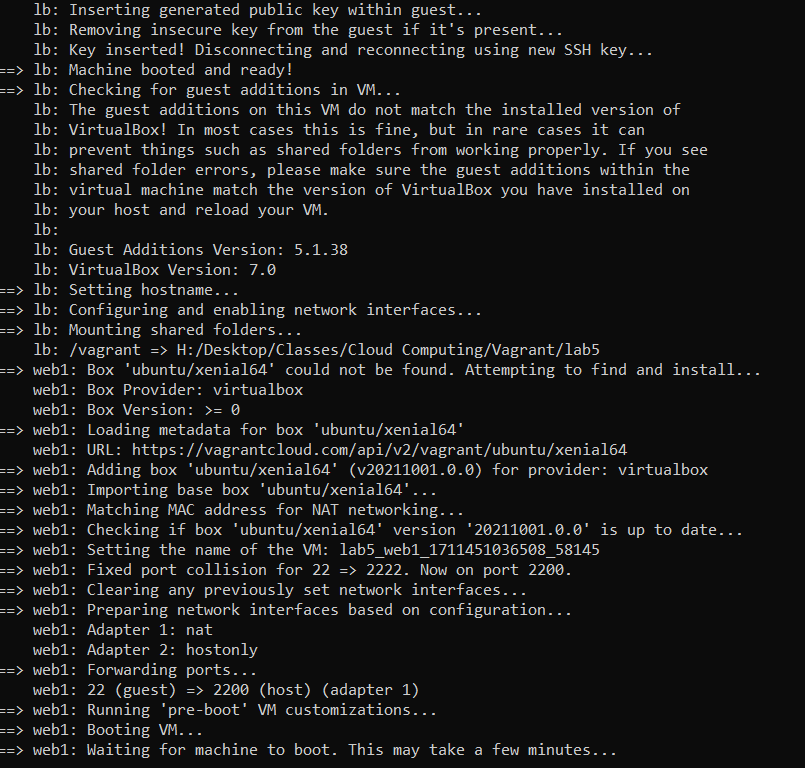 lb: Inserting generated public key within guest...
lb: Removing insecure key from the guest if it's present...
lb: Key inserted! Disconnecting and reconnecting using new SSH key...
==> lb: Machine booted and ready!
==> lb: Checking for guest additions in VM...
lb: The guest additions on this VM do not match the installed version of
lb: VirtualBox! In most cases this is fine, but in rare cases it can
lb: prevent things such as shared folders from working properly. If you see
lb: shared folder errors, please make sure the guest additions within the
lb: virtual machine match the version of VirtualBox you have installed on
lb: your host and reload your VM.
lb:
lb: Guest Additions Version: 5.1.38
lb: VirtualBox Version: 7.0
==> lb: Setting hostname...
==> lb: Configuring and enabling network interfaces...
==> lb: Mounting shared folders...
lb: /vagrant => H:/Desktop/Classes/Cloud Computing/Vagrant/lab5
==> web1: Box 'ubuntu/xenial64' could not be found. Attempting to find and install...
web1: Box Provider: virtualbox
web1: Box Version: >= 0
==> web1: Loading metadata for box 'ubuntu/xenial64'
web1: URL: https://vagrantcloud.com/api/v2/vagrant/ubuntu/xenial64
==> web1: Adding box 'ubuntu/xenial64' (v20211001.0.0) for provider: virtualbox
==> web1: Importing base box 'ubuntu/xenial64'...
==> web1: Matching MAC address for NAT networking...
==> web1: Checking if box 'ubuntu/xenial64' version '20211001.0.0' is up to date...
==> web1: Setting the name of the VM: lab5_web1_1711451036508_58145
==> web1: Fixed port collision for 22 => 2222. Now on port 2200.
==> web1: Clearing any previously set network interfaces...
==> web1: Preparing network interfaces based on configuration...
web1: Adapter 1: nat
web1: Adapter 2: hostonly
==> web1: Forwarding ports...
web1: 22 (guest) => 2200 (host) (adapter 1)
==> web1: Running 'pre-boot' VM customizations...
==> web1: Booting VM...
==> web1: Waiting for machine to boot. This may take a few minutes...